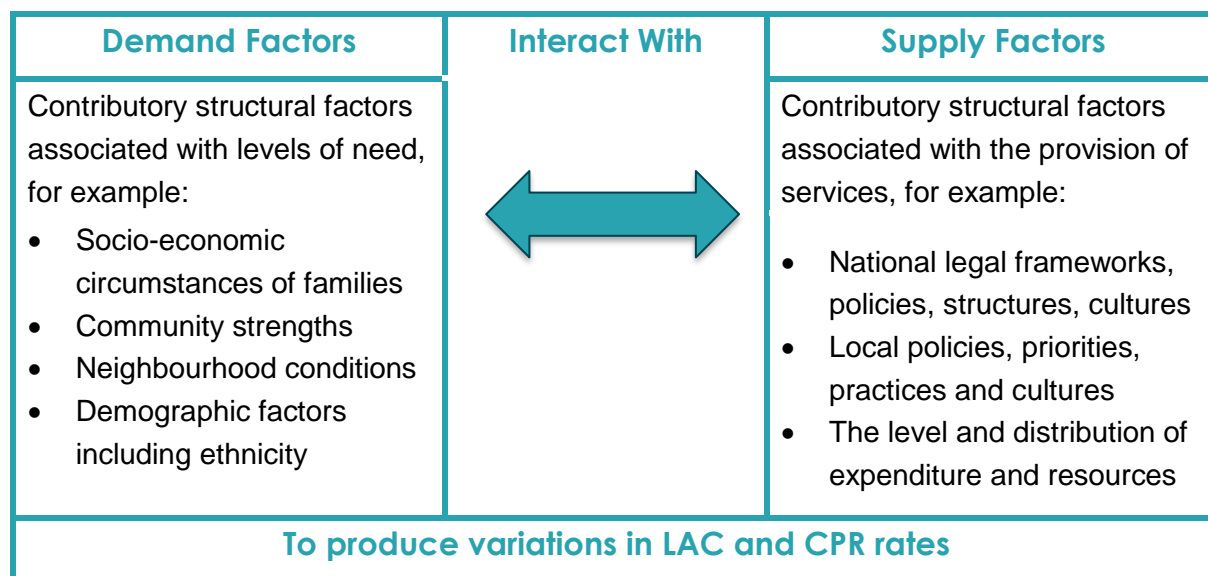 Demand Factors
Interact With
Supply Factors
Contributory structural factors
associated with levels of need,
for example:
• Socio-economic
circumstances of families
• Community strengths
• Neighbourhood conditions
• Demographic factors
including ethnicity
Contributory structural factors
associated with the provision of
services, for example:
• National legal frameworks,
policies, structures, cultures
• Local policies, priorities,
practices and cultures
• The level and distribution of
expenditure and resources
To produce variations in LAC and CPR rates